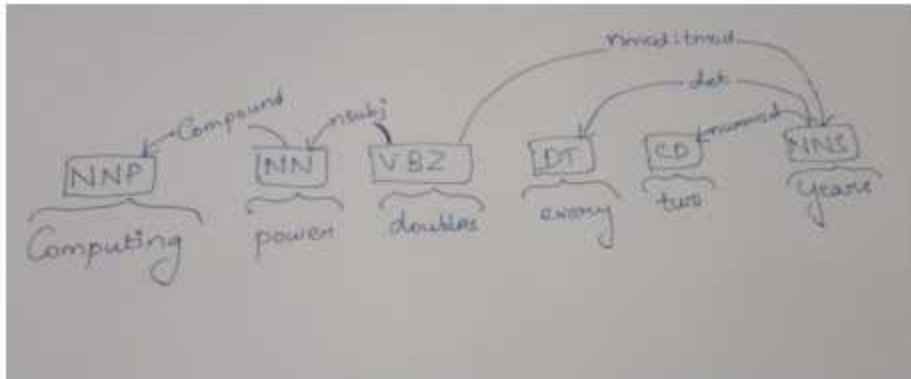 nmod:tmod
det
Compound nsubj nummod
NNP NN VBZ DT CD NNS
Computing power doubles every two years